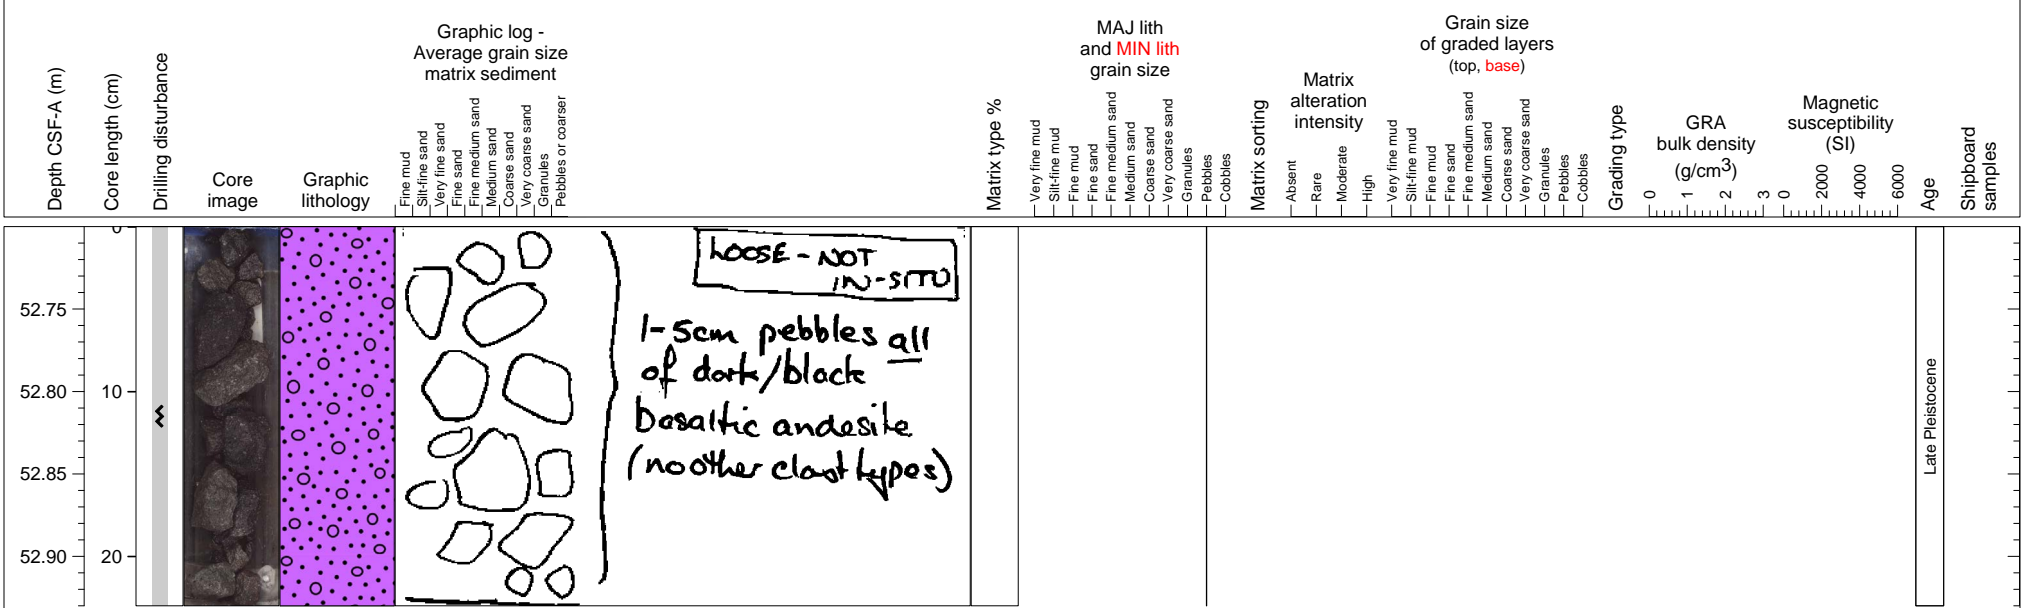 Depth CSF-A (m)
Core length (cm)
Drilling disturbance
Core
image
Graphic
lithology
Graphic log -
Average grain size
matrix sediment
Fine mud
Silt-fine sand
Very fine sand
Fine sand
Fine medium sand
Medium sand
Coarse sand
Very coarse sand
Granules
Pebbles or coarser
Matrix type %
MAJ lith
and MIN lith
grain size
Very fine mud
Silt-fine mud
Fine mud
Fine sand
Fine medium sand
Medium sand
Coarse sand
Very coarse sand
Granules
Pebbles
Cobbles
Matrix sorting
Matrix
alteration
intensity
Absent
Rare
Moderate
High
Grain size
of graded layers
(top, base)
Very fine mud
Silt-fine mud
Fine mud
Fine sand
Fine medium sand
Medium sand
Coarse sand
Very coarse sand
Granules
Pebbles
Cobbles
Grading type
GRA
bulk density
(g/cm3)
0
1
2
3
Magnetic
susceptibility
(SI)
0
2000
4000
6000
Age
Shipboard
samples
0
52.75
52.80
10
52.85
52.90
20
LOOSE - NOT
IN-SITU
1-5cm pebbles all
of dark/black
basaltic andesite
(no other clast types)
Late Pleistocene